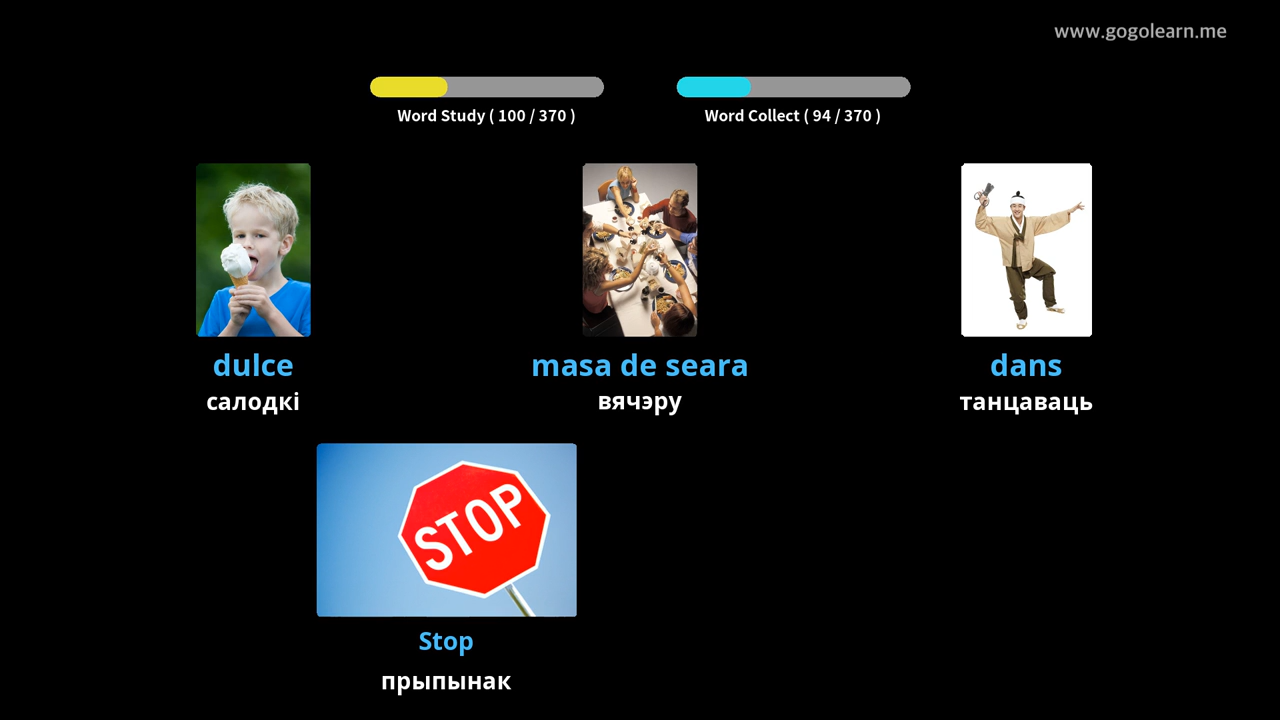 www.gogolearn.me
Word Study ( 100 / 370 )
Word Collect ( 94 / 370 )
dulce
салодкі
masa de seara
вячэру
dans
танцаваць
STOP
Stop
прыпынак